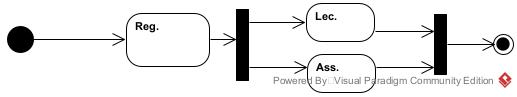 Reg.
Lec.
Ass.
Powered By Visual Paradigm Community Edition